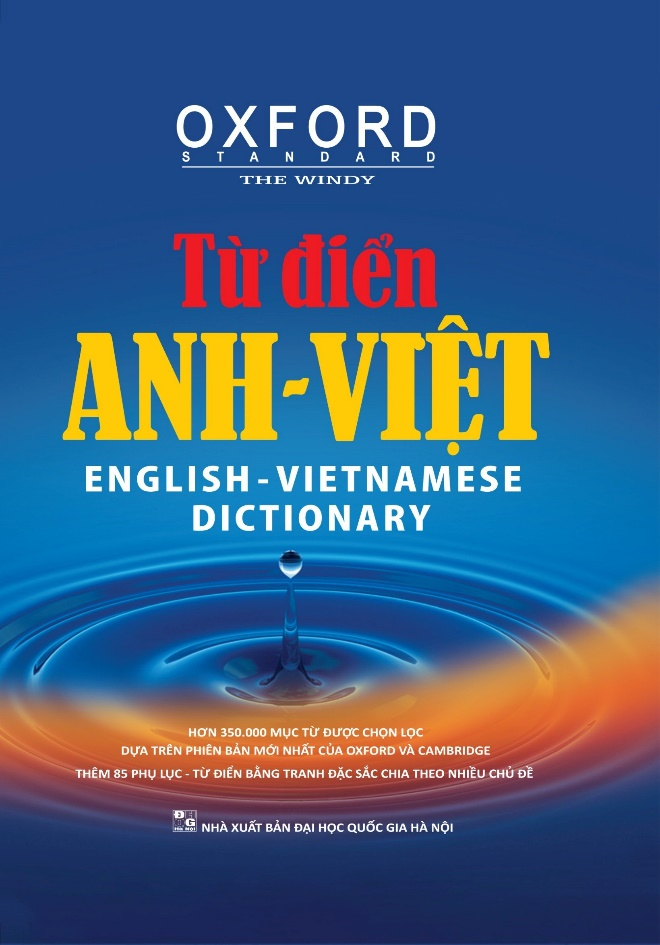 OXFORD
STANDARD
THE WINDY
Từ điển
ANH-VIỆT
ENGLISH-VIETNAMESE
DICTIONARY
HƠN 350.000 MỤC TỪ ĐƯỢC CHỌN LỌC
DỰA TRÊN PHIÊN BẢN MỚI NHẤT CỦA OXFORD VÀ CAMBRIDGE
THÊM 85 PHỤ LỤC - TỪ ĐIỂN BẰNG TRANH ĐẶC SẮC CHIA THEO NHIỀU CHỦ ĐỀ
Hà Nội
NHÀ XUẤT BẢN ĐẠI HỌC QUỐC GIA HÀ NỘI